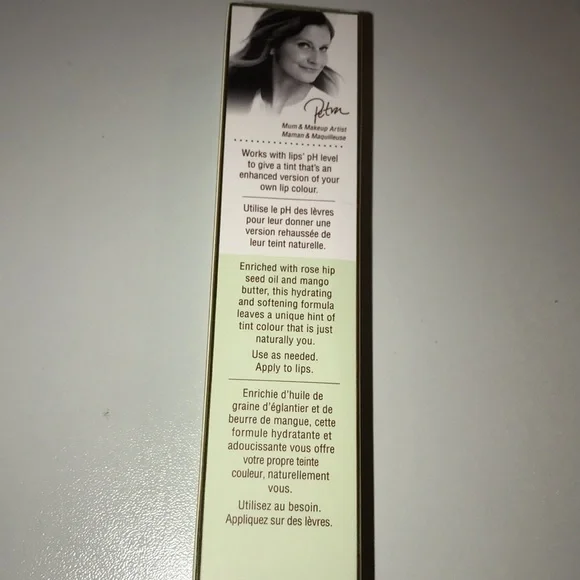 Petra
Mum & Makeup Artist
Maman & Maquilleuse
Works with lips' pH level
to give a tint that's an
enhanced version of your
own lip colour.
Utilise le pH des lèvres
pour leur donner une
version rehaussée de
leur teint naturelle.
Enriched with rose hip
seed oil and mango
butter, this hydrating
and softening formula
leaves a unique hint of
tint colour that is just
naturally you.
Use as needed.
Apply to lips.
Enrichie d'huile de
graine d'églantier et de
beurre de mangue, cette
formule hydratante et
adoucissante vous offre
votre propre teinte
couleur, naturellement
vous.
Utilisez au besoin.
Appliquez sur des lèvres.